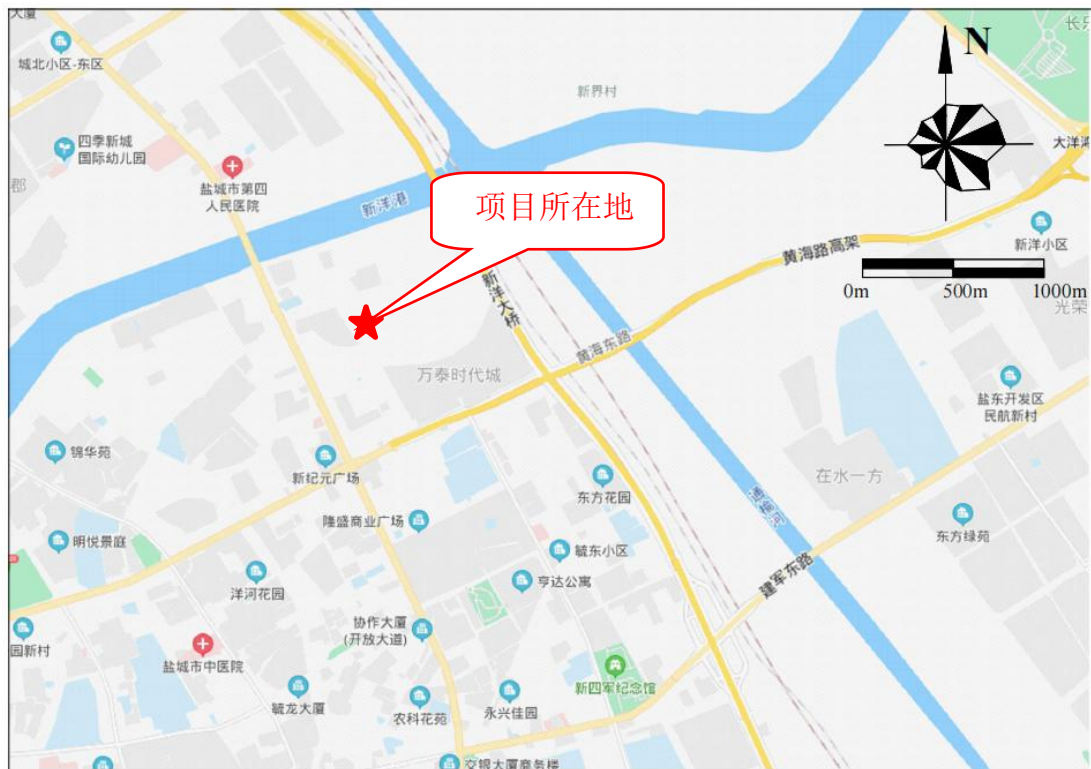 大厦
城北小区-东区
四季新城
国际幼儿园
郡
盐城市第四
人民医院
新洋港
新界村
长乐
N
大洋湾
项目所在地
新洋大桥
黄海路高架
新洋小区
0m
500m
1000m
光荣
黄海东路
万泰时代城
盐东开发区
民航新村
锦华苑
新纪元广场
东方花园
在水一方
通榆河
隆盛商业广场
明悦景庭
毓东小区
东方绿苑
洋河花园
亨达公寓
建军东路
协作大厦
(开放大道)
园新村
盐城市中医院
新四军纪念馆
毓龙大厦
农科花苑
永兴佳园
交银大厦商务楼